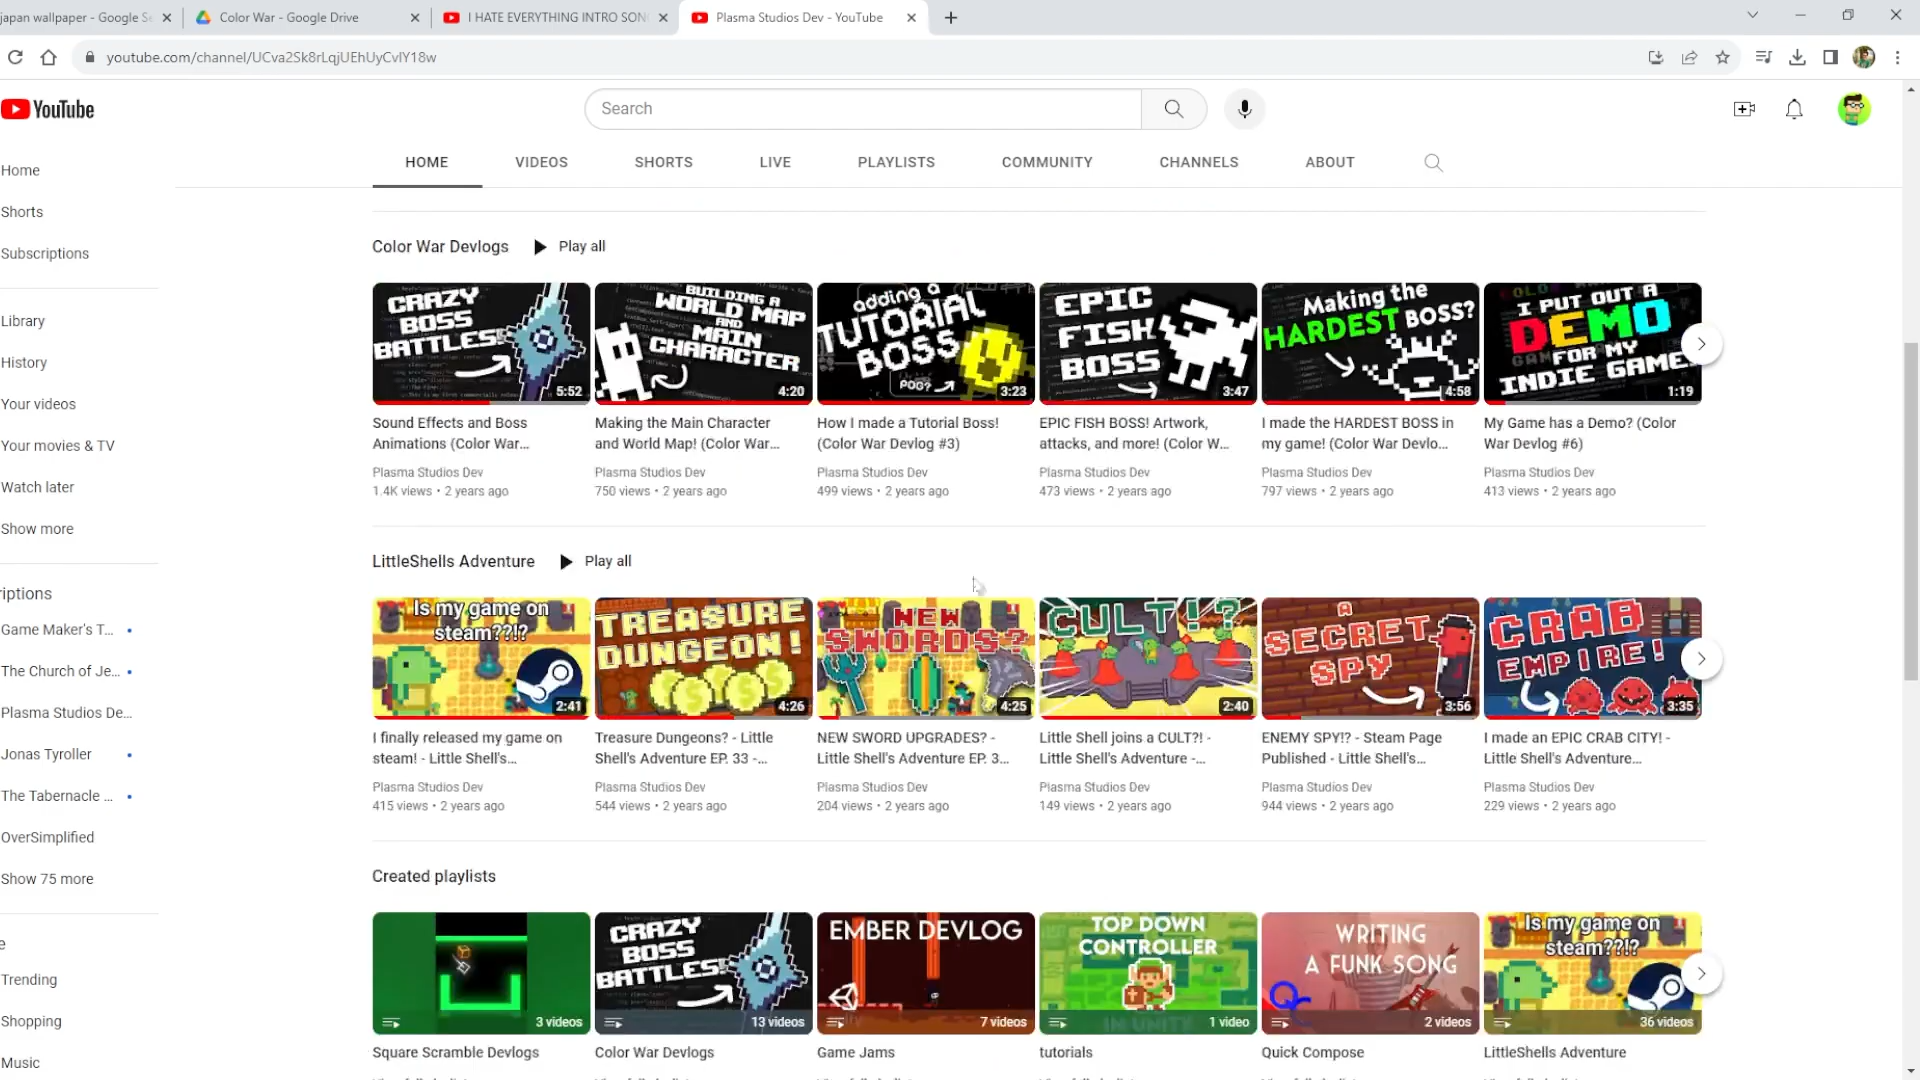 japan wallpaper - Google Se
Color War - Google Drive
I HATE EVERYTHING INTRO SON
Plasma Studios Dev - YouTube
youtube.com/channel/UCva2Sk8rLqjUEhUyCvlY18w
YouTube
Search
HOME VIDEOS SHORTS LIVE PLAYLISTS COMMUNITY CHANNELS ABOUT
Home
Shorts
Subscriptions
Library
History
Your videos
Your movies & TV
Watch later
Show more
riptions
Game Maker's T...
The Church of Je...
Plasma Studios De...
Jonas Tyroller
The Tabernacle ...
OverSimplified
Show 75 more
e
Trending
Shopping
Music
Color War Devlogs Play all
CRAZY
BOSS
BATTLES!
5:52
Sound Effects and Boss
Animations (Color War...
Plasma Studios Dev
1.4K views • 2 years ago
BUILDING A
WORLD MAP
AND
MAIN
CHARACTER
4:20
Making the Main Character
and World Map! (Color War...
Plasma Studios Dev
750 views • 2 years ago
adding a
TUTORIAL
BOSS
POG?
3:23
How I made a Tutorial Boss!
(Color War Devlog #3)
Plasma Studios Dev
499 views • 2 years ago
EPIC
FISH
BOSS
3:47
EPIC FISH BOSS! Artwork,
attacks, and more! (Color W...
Plasma Studios Dev
473 views • 2 years ago
Making the
HARDEST BOSS?
4:58
I made the HARDEST BOSS in
my game! (Color War Devlo...
Plasma Studios Dev
797 views • 2 years ago
I PUT OUT A
DEMO
FOR MY
INDIE GAME
1:19
My Game has a Demo? (Color
War Devlog #6)
Plasma Studios Dev
413 views • 2 years ago
LittleShells Adventure Play all
Is my game on
steam??!?
2:41
I finally released my game on
steam! - Little Shell's...
Plasma Studios Dev
415 views • 2 years ago
TREASURE
DUNGEON!
4:26
Treasure Dungeons? - Little
Shell's Adventure EP. 33 -...
Plasma Studios Dev
544 views • 2 years ago
NEW
SWORDS?
4:25
NEW SWORD UPGRADES? -
Little Shell's Adventure EP. 3...
Plasma Studios Dev
204 views • 2 years ago
CULT!?
2:40
Little Shell joins a CULT?! -
Little Shell's Adventure -...
Plasma Studios Dev
149 views • 2 years ago
A
SECRET
SPY
3:56
ENEMY SPY!? - Steam Page
Published - Little Shell's...
Plasma Studios Dev
944 views • 2 years ago
CRAB
EMPIRE!
3:35
I made an EPIC CRAB CITY! -
Little Shell's Adventure...
Plasma Studios Dev
229 views • 2 years ago
Created playlists
3 videos
Square Scramble Devlogs
CRAZY
BOSS
BATTLES!
13 videos
Color War Devlogs
EMBER DEVLOG
7 videos
Game Jams
TOP DOWN
CONTROLLER
IN UNITY
1 video
tutorials
WRITING
A FUNK SONG
2 videos
Quick Compose
Is my game on
steam??!?
36 videos
LittleShells Adventure